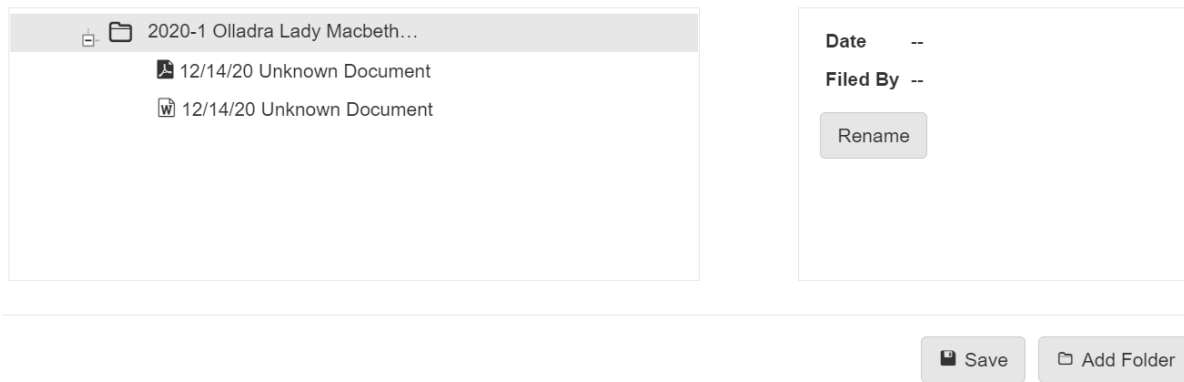 2020-1 Olladra Lady Macbeth…
12/14/20 Unknown Document
12/14/20 Unknown Document
Date --
Filed By --
Rename
Save
Add Folder